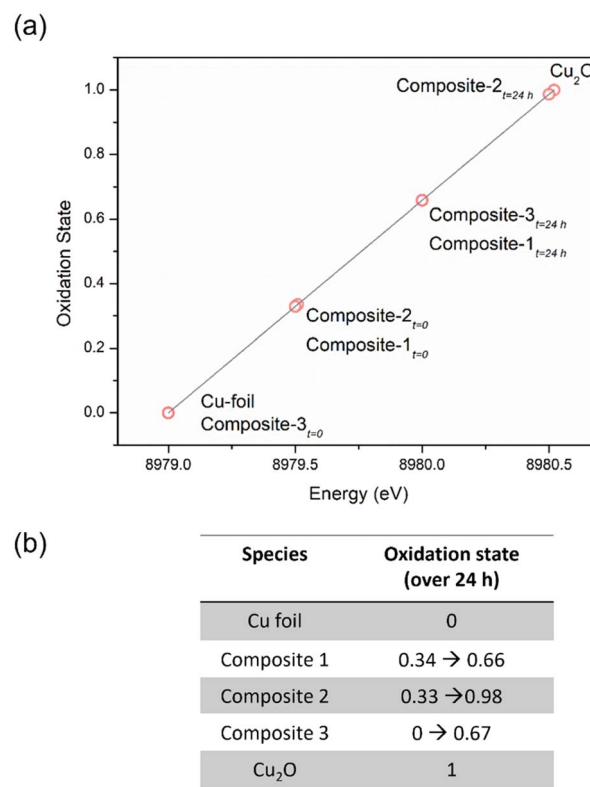 (a)
Oxidation State
1.0
0.8
0.6
0.4
0.2
0.0
Cu₂O
Composite-2t=24 h
Composite-3t=24 h
Composite-1t=24 h
Composite-2t=0
Composite-1t=0
Cu-foil
Composite-3t=0
8979.0 8979.5 8980.0 8980.5
Energy (eV)
(b)
Species Oxidation state
(over 24 h)
Cu foil 0
Composite 1 0.34 → 0.66
Composite 2 0.33 →0.98
Composite 3 0 → 0.67
Cu₂O 1